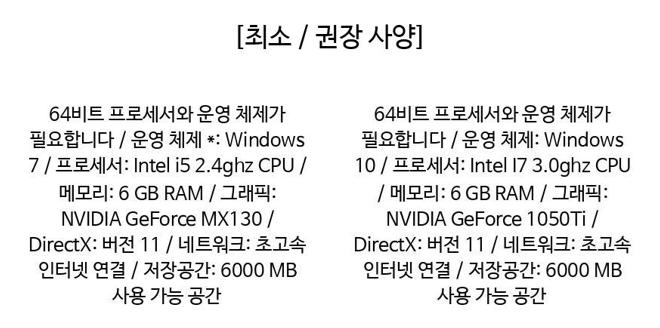 [최소 / 권장 사양]
64비트 프로세서와 운영 체제가
필요합니다 / 운영 체제 *: Windows
7 / 프로세서: Intel i5 2.4ghz CPU /
메모리: 6 GB RAM / 그래픽:
NVIDIA GeForce MX130 /
DirectX: 버전 11 / 네트워크: 초고속
인터넷 연결 / 저장공간: 6000 MB
사용 가능 공간
64비트 프로세서와 운영 체제가
필요합니다 / 운영 체제: Windows
10 / 프로세서: Intel I7 3.0ghz CPU
/ 메모리: 6 GB RAM / 그래픽:
NVIDIA GeForce 1050Ti /
DirectX: 버전 11 / 네트워크: 초고속
인터넷 연결 / 저장공간: 6000 MB
사용 가능 공간